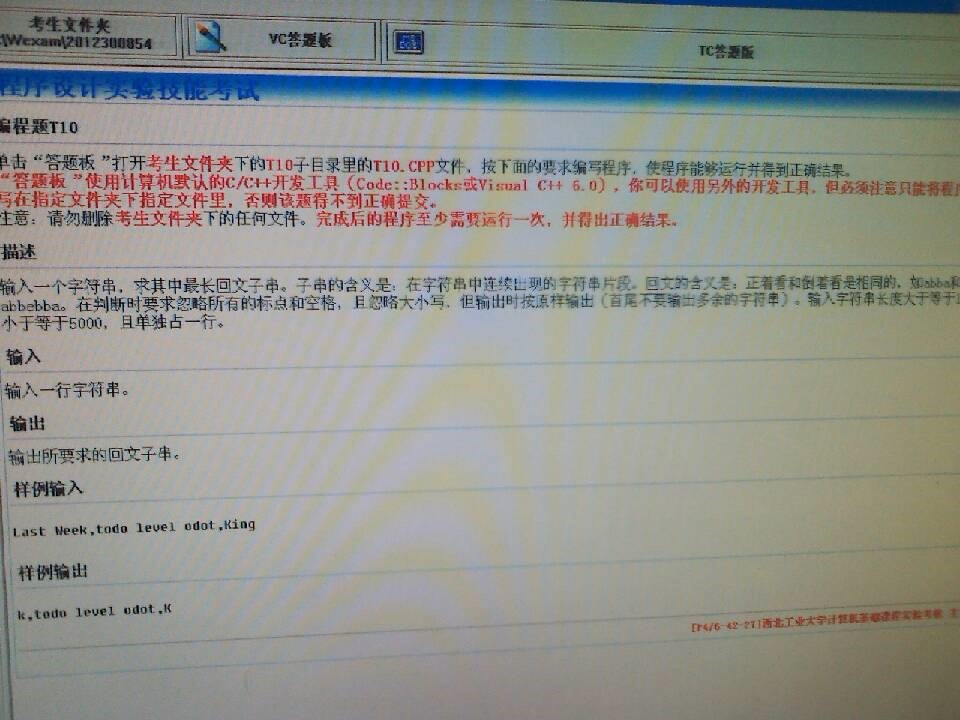 考生文件夹
\Wexam\2012300854
VC答题板
TC答题版
程序设计实验技能考试
编程题T10
单击“答题板 ”打开考生文件夹下的T10子目录里的T10.CPP文件，按下面的要求编写程序，使程序能够运行并得到正确结果。
“答题板 ”使用计算机默认的C/C++开发工具（Code::Blocks或Visual C++ 6.0），你可以使用另外的开发工具，但必须注意只能将程序
写在指定文件夹下指定文件里，否则该题得不到正确提交。
注意：请勿删除考生文件夹下的任何文件。完成后的程序至少需要运行一次，并得出正确结果。
描述
输入一个字符串，求其中最长回文子串。子串的含义是：在字符串中连续出现的字符串片段。回文的含义是：正着看和倒着看是相同的，如abba和
abbebba。在判断时要求忽略所有的标点和空格，且忽略大小写，但输出时按原样输出（首尾不要输出多余的字符串）。输入字符串长度大于等于
小于等于5000，且单独占一行。
输入
输入一行字符串。
输出
输出所要求的回文子串。
样例输入
Last Week,todo level odot,King
样例输出
k,todo level odot,K
[P4/6-42-27]西北工业大学计算机基础课程实验考核